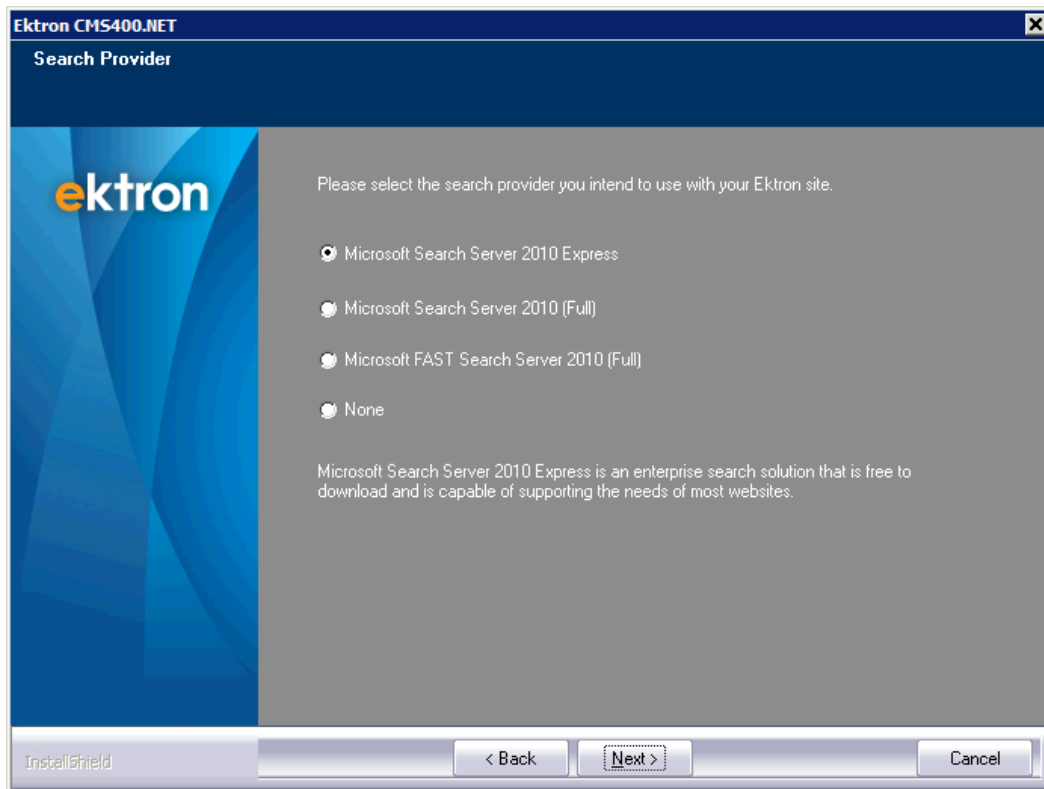 Ektron CMS400.NET
Search Provider
ektron
Please select the search provider you intend to use with your Ektron site.
Microsoft Search Server 2010 Express
Microsoft Search Server 2010 (Full)
Microsoft FAST Search Server 2010 (Full)
None
Microsoft Search Server 2010 Express is an enterprise search solution that is free to
download and is capable of supporting the needs of most websites.
InstallShield
< Back
Next >
Cancel